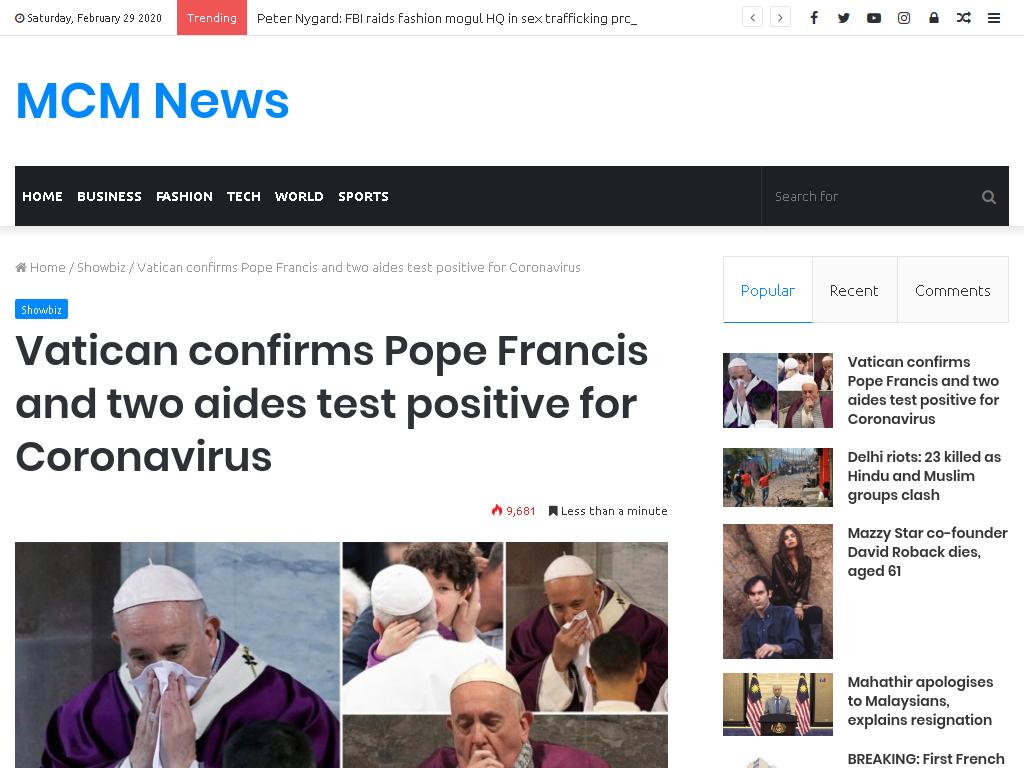 Saturday, February 29 2020
Trending
Peter Nygard: FBI raids fashion mogul HQ in sex trafficking prc_
MCM News
HOME BUSINESS FASHION TECH WORLD SPORTS
Search for
Home / Showbiz / Vatican confirms Pope Francis and two aides test positive for Coronavirus
Showbiz
Vatican confirms Pope Francis
and two aides test positive for
Coronavirus
9,681 Less than a minute
Popular Recent Comments
Vatican confirms
Pope Francis and two
aides test positive for
Coronavirus
Delhi riots: 23 killed as
Hindu and Muslim
groups clash
Mazzy Star co-founder
David Roback dies,
aged 61
Mahathir apologises
to Malaysians,
explains resignation
BREAKING: First French